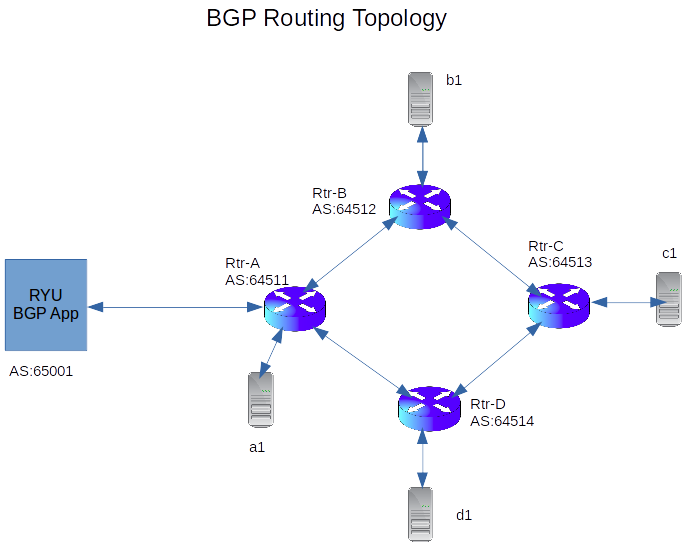 BGP Routing Topology
b1
Rtr-B
AS:64512
Rtr-A
AS:64511
Rtr-C
AS:64513
c1
RYU
BGP App
AS:65001
a1
Rtr-D
AS:64514
d1